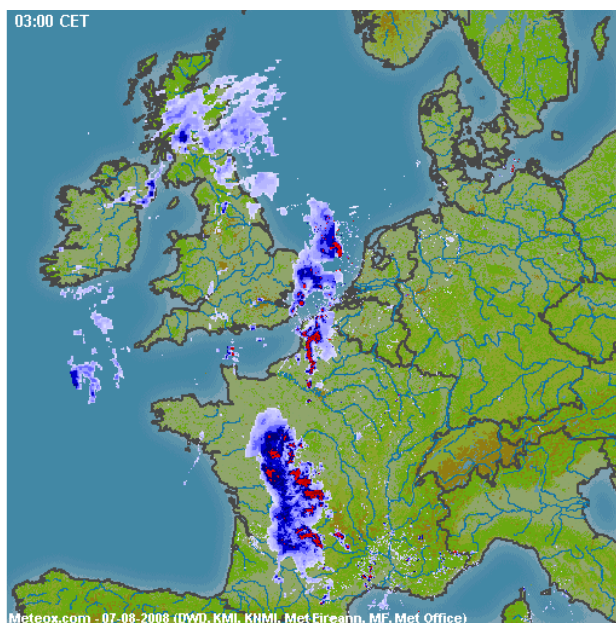 03:00 CET
Meteox.com - 07-08-2008 (DWD, KMI, KNMI, Met Eireann, MF, Met Office)